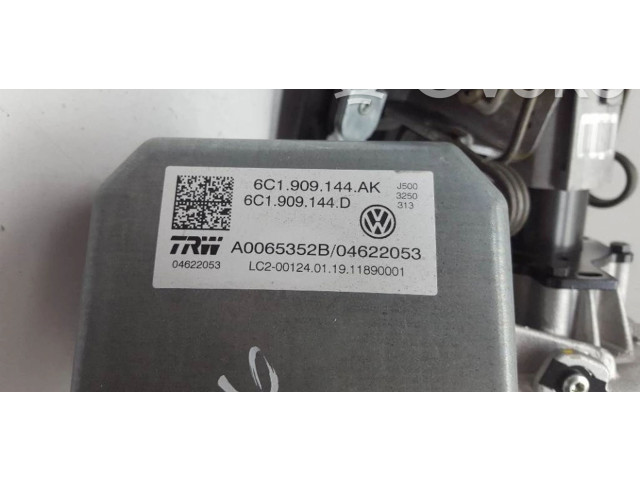 6C1.909.144.AK
6C1.909.144.D
J500
3250
313
TRW
04622053
A0065352B/04622053
LC2-00124.01.19.11890001